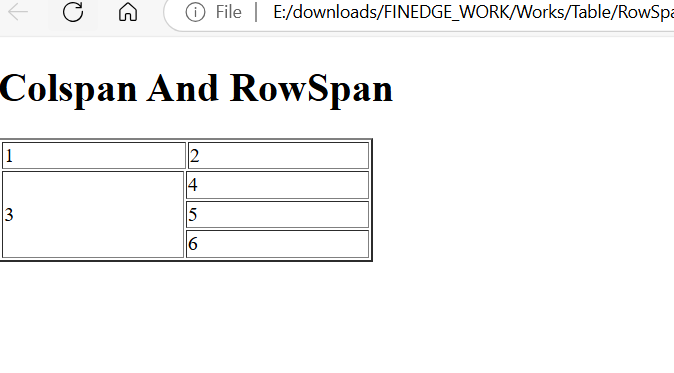 File | E:/downloads/FINEDGE_WORK/Works/Table/RowSpa
Colspan And RowSpan
1 2
4
3
5
6